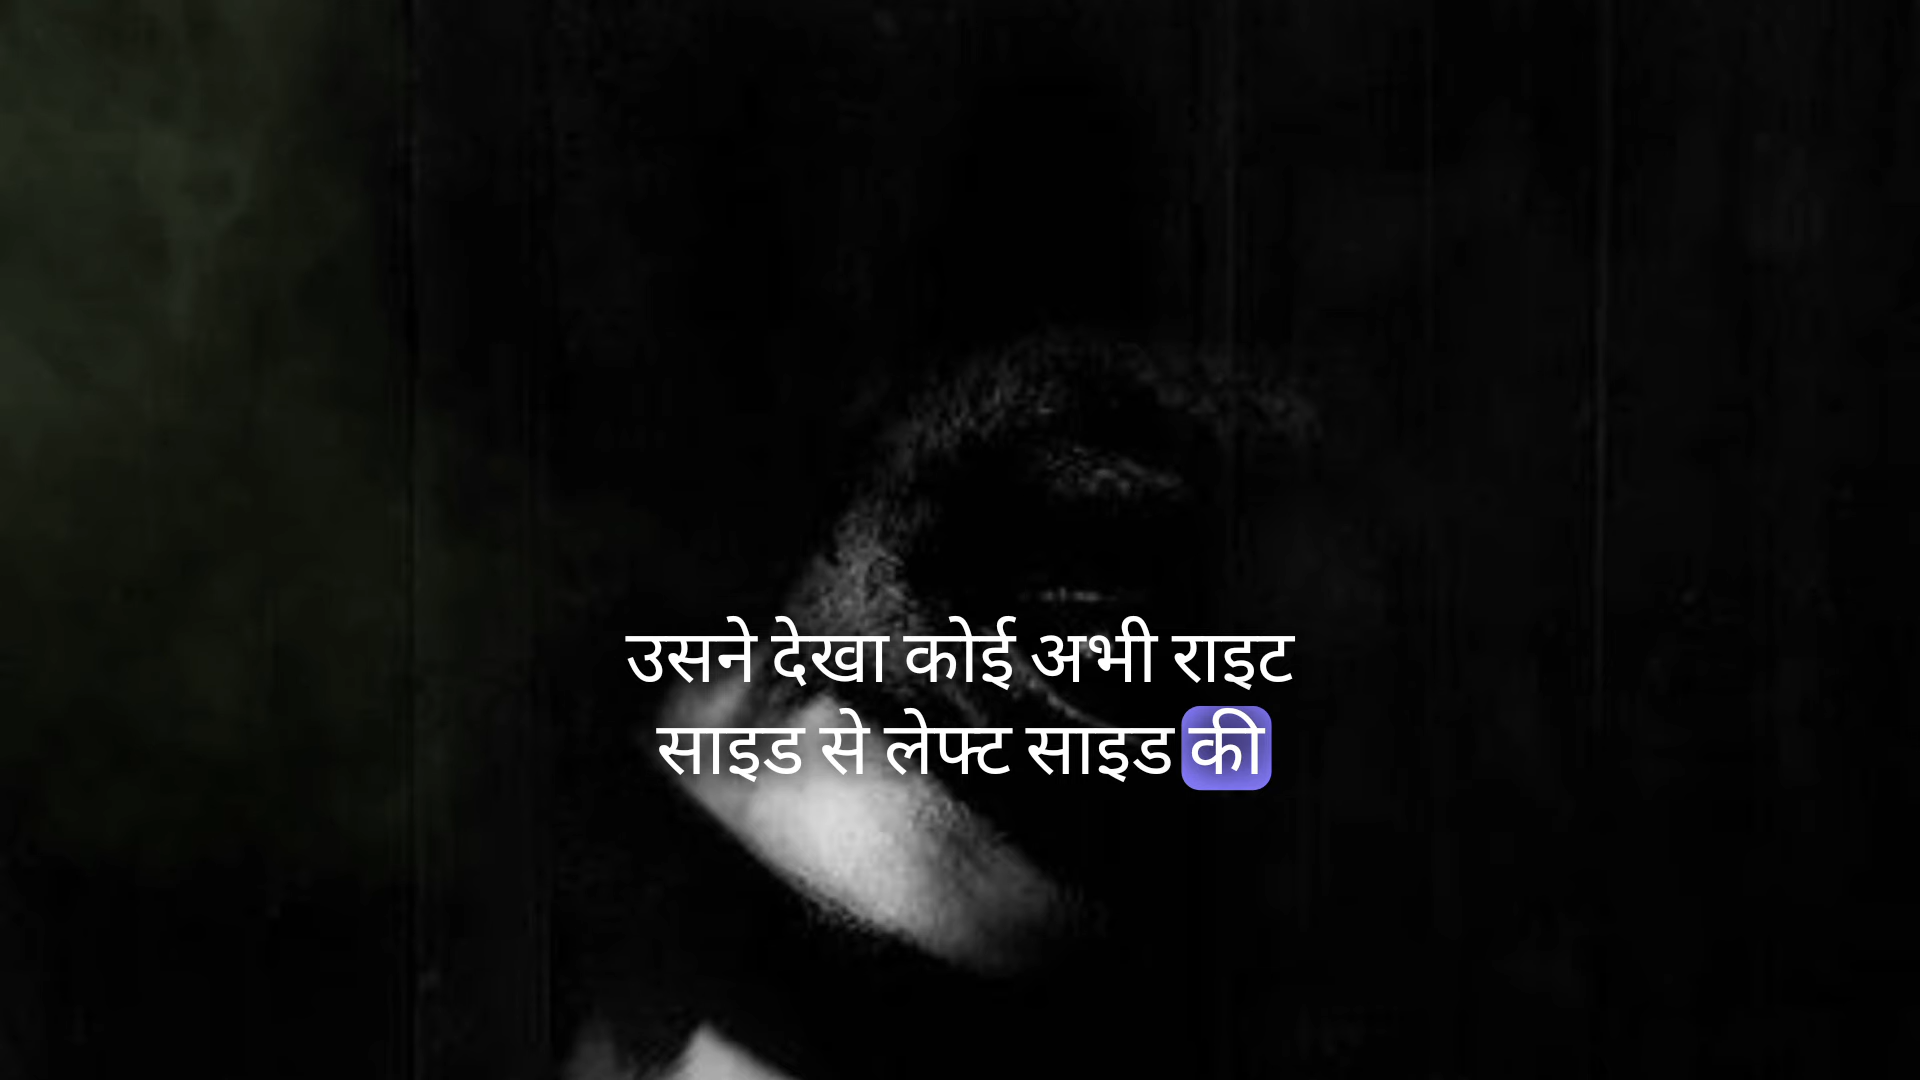 उसने देखा कोई अभी राइट
साइड से लेफ्ट साइड की